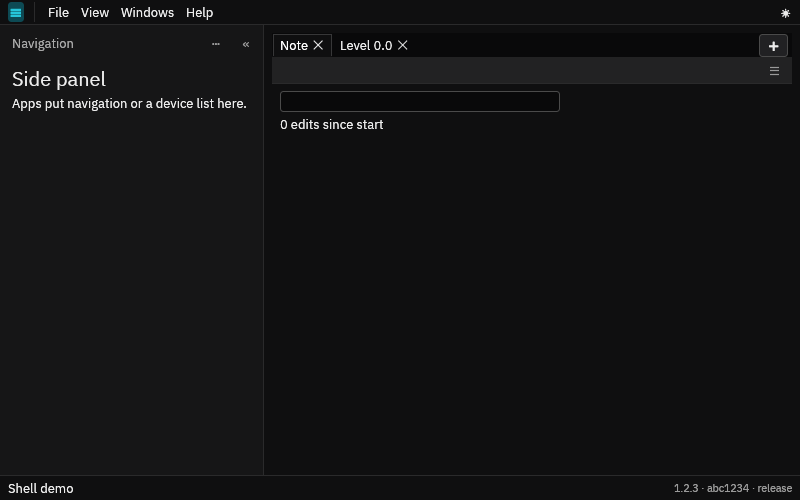 File View Windows Help
Navigation
Side panel
Apps put navigation or a device list here.
Note Level 0.0
0 edits since start
Shell demo
1.2.3 · abc1234 · release